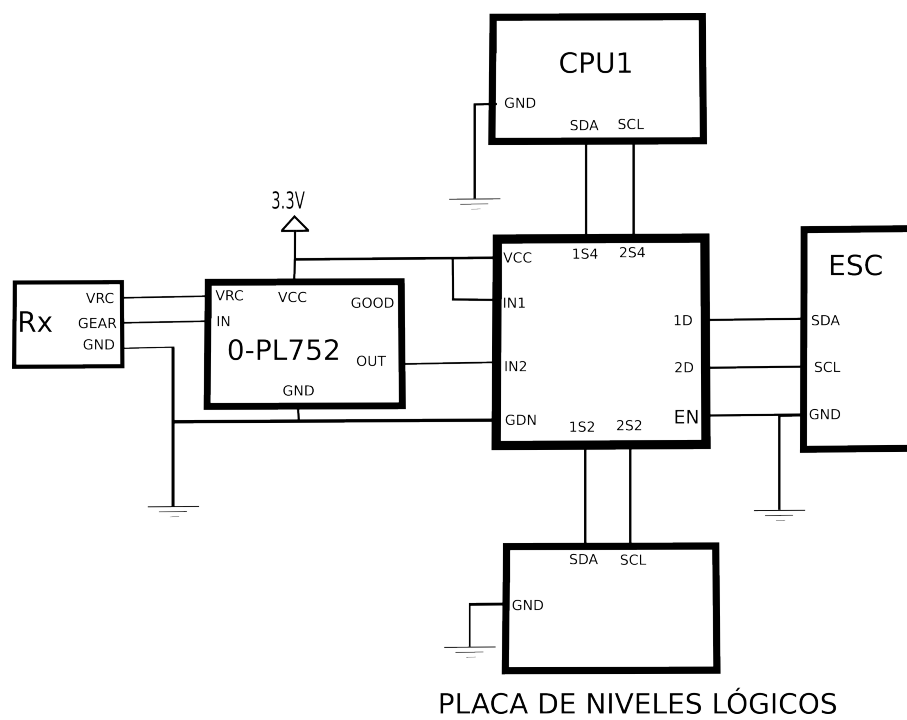 CPU1
GND
SDA SCL
3.3V
VCC 1S4 2S4
ESC
Rx
VRC
GEAR
GND
VRC VCC GOOD
IN
0-PL752
OUT
GND
IN1
IN2
GDN
1D
2D
EN
1S2 2S2
SDA
SCL
GND
SDA SCL
GND
PLACA DE NIVELES LÓGICOS